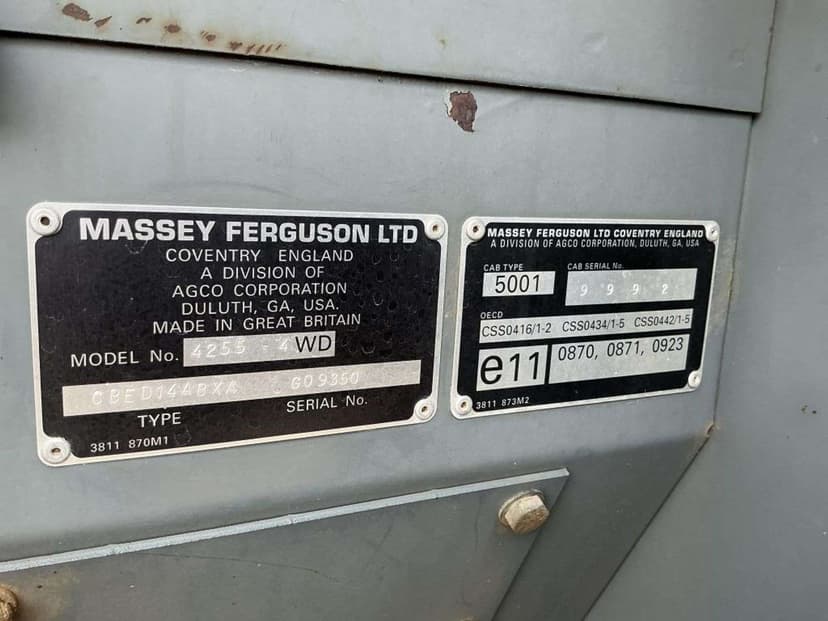 MASSEY FERGUSON LTD
COVENTRY ENGLAND
A DIVISION OF
AGCO CORPORATION
DULUTH, GA, USA.
MADE IN GREAT BRITAIN
MODEL No. 4255 - 4 WD
CBED144BXA G09350
TYPE SERIAL No.
3811 870M1
MASSEY FERGUSON LTD COVENTRY ENGLAND
A DIVISION OF AGCO CORPORATION, DULUTH, GA, USA
CAB TYPE CAB SERIAL No.
5001 9992
OECD
CSS0416/1-2 CSS0434/1-5 CSS0442/1-5
e11 0870, 0871, 0923
3811 873M2